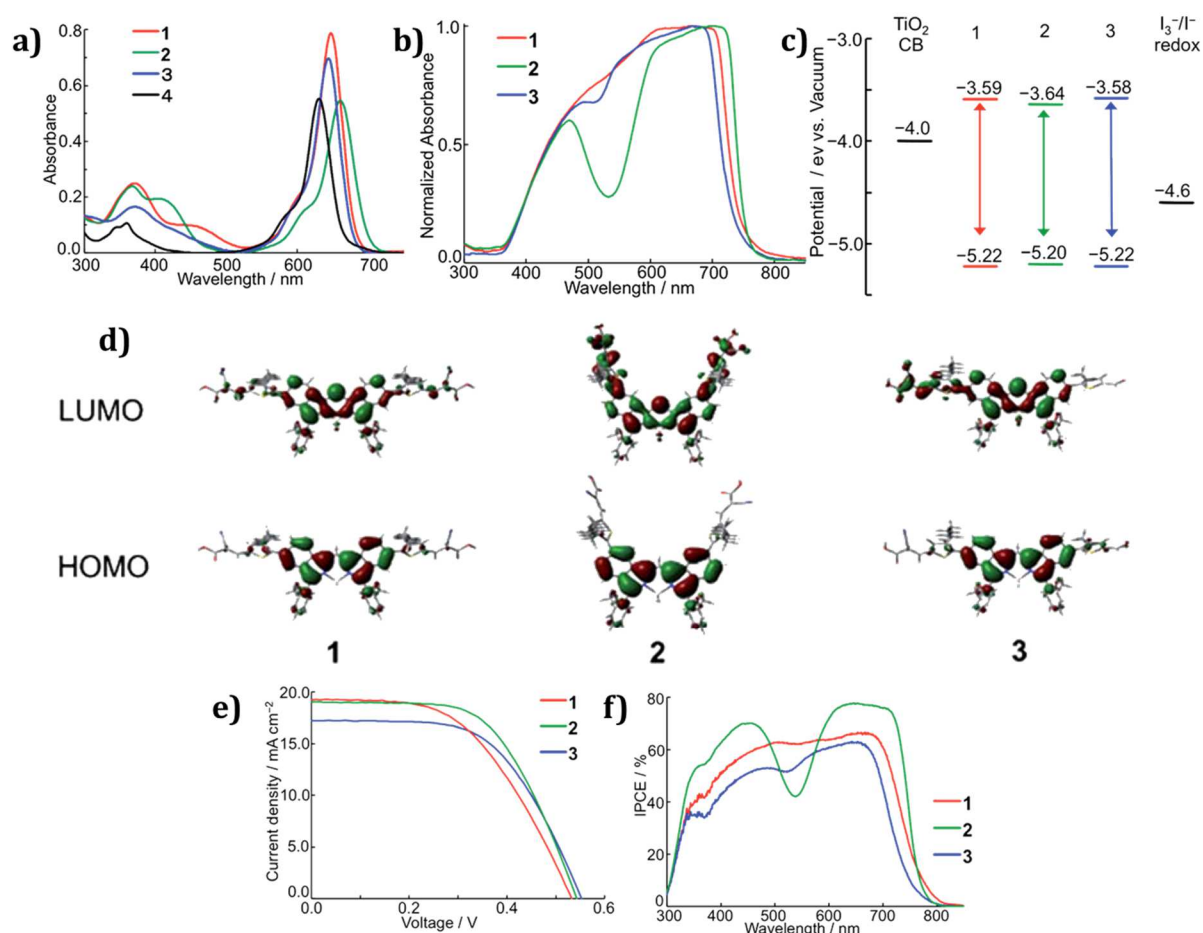 a)
0.8
0.6
0.4
0.2
0.0
Absorbance
300 400 500 600 700
Wavelength / nm
1
2
3
4
b)
1.0
0.5
0.0
Normalized Absorbance
300 400 500 600 700 800
Wavelength / nm
1
2
3
c)
TiO₂
CB
1 2 3
I₃⁻/I⁻
redox
−3.0
−4.0
−5.0
Potential / ev vs. Vacuum
−4.0
−3.59 −3.64 −3.58
−4.6
−5.22 −5.20 −5.22
d)
LUMO
HOMO
1 2 3
e)
20.0
15.0
10.0
5.0
0.0
Current density / mA cm⁻²
0.0 0.2 0.4 0.6
Voltage / V
1
2
3
f)
80
60
40
20
0
IPCE / %
300 400 500 600 700 800
Wavelength / nm
1
2
3